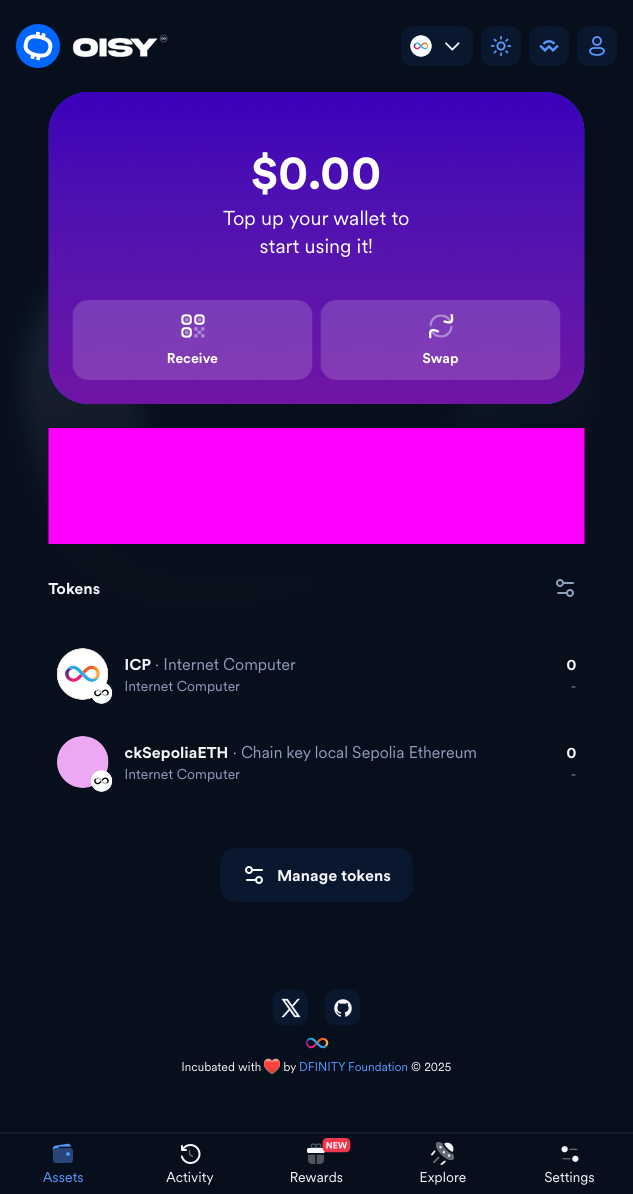 OISY
$0.00
Top up your wallet to
start using it!
Receive
Swap
Tokens
ICP · Internet Computer
0
Internet Computer
-
ckSepoliaETH · Chain key local Sepolia Ethereum
0
Internet Computer
-
Manage tokens
Incubated with ❤️ by DFINITY Foundation © 2025
NEW
Assets
Activity
Rewards
Explore
Settings